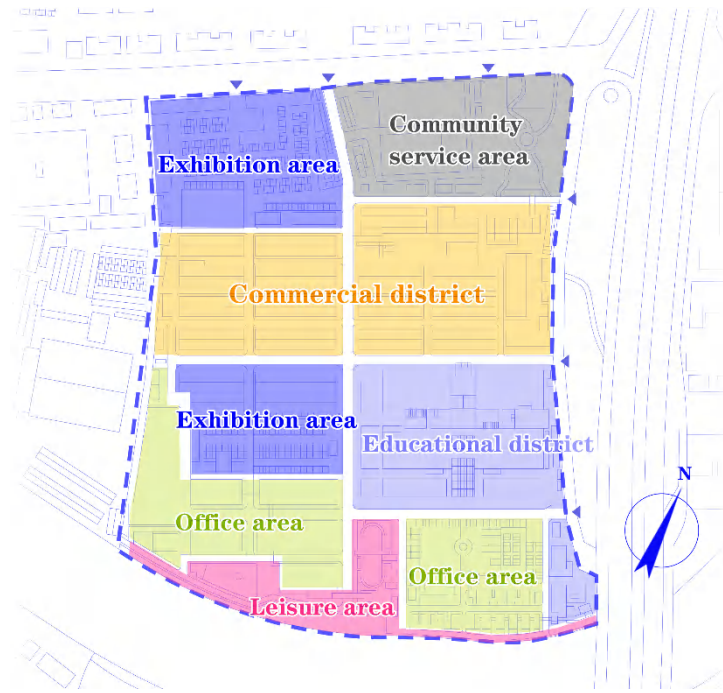 Community
service area
Exhibition area
Commercial district
Exhibition area
Educational district
N
Office area
Office area
Leisure area